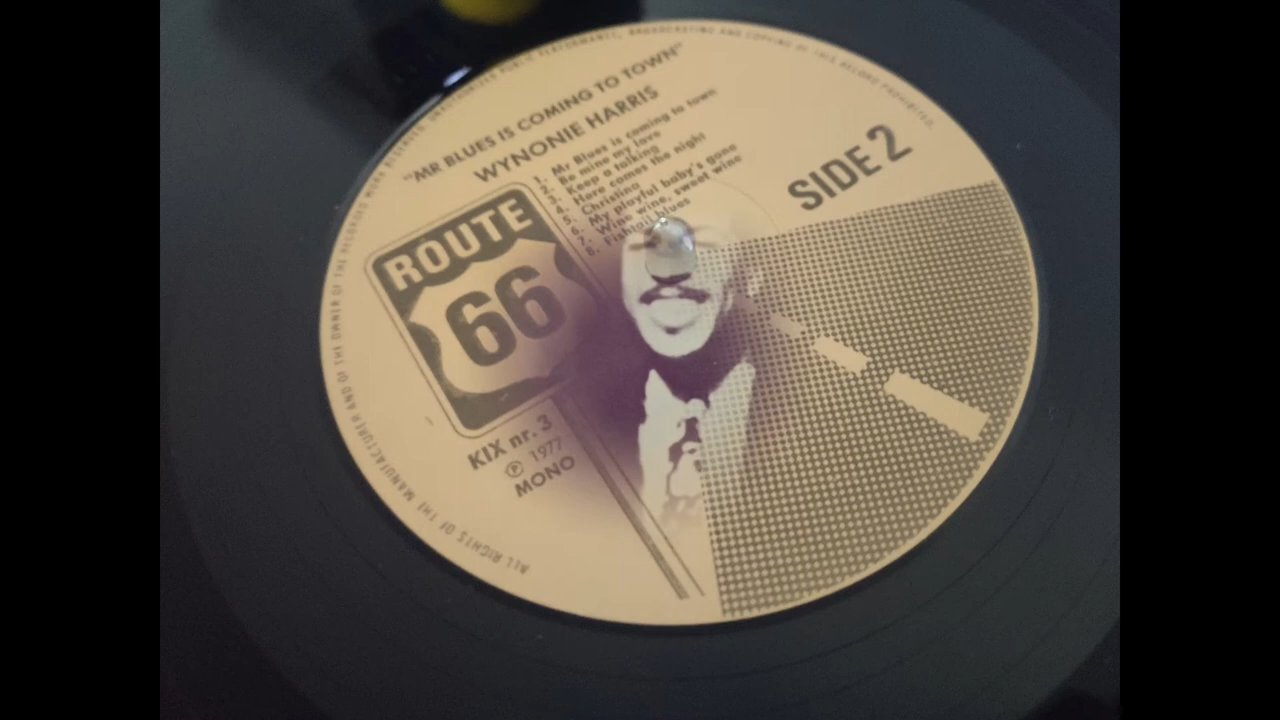 "MR BLUES IS COMING TO TOWN"
WYNONIE HARRIS
1. Mr Blues is coming to town
2. Be mine my love
3. Keep a talking
4. Here comes the night
5. Christina
6. My playful baby's gone
7. Wine wine, sweet wine
8. Fishtail blues
SIDE 2
ROUTE
66
KIX nr. 3
℗ 1977
MONO
ALL RIGHTS OF THE MANUFACTURER AND OF THE OWNER OF THE RECORDED WORK RESERVED. UNAUTHORISED PUBLIC PERFORMANCE, BROADCASTING AND COPYING OF THIS RECORD PROHIBITED.